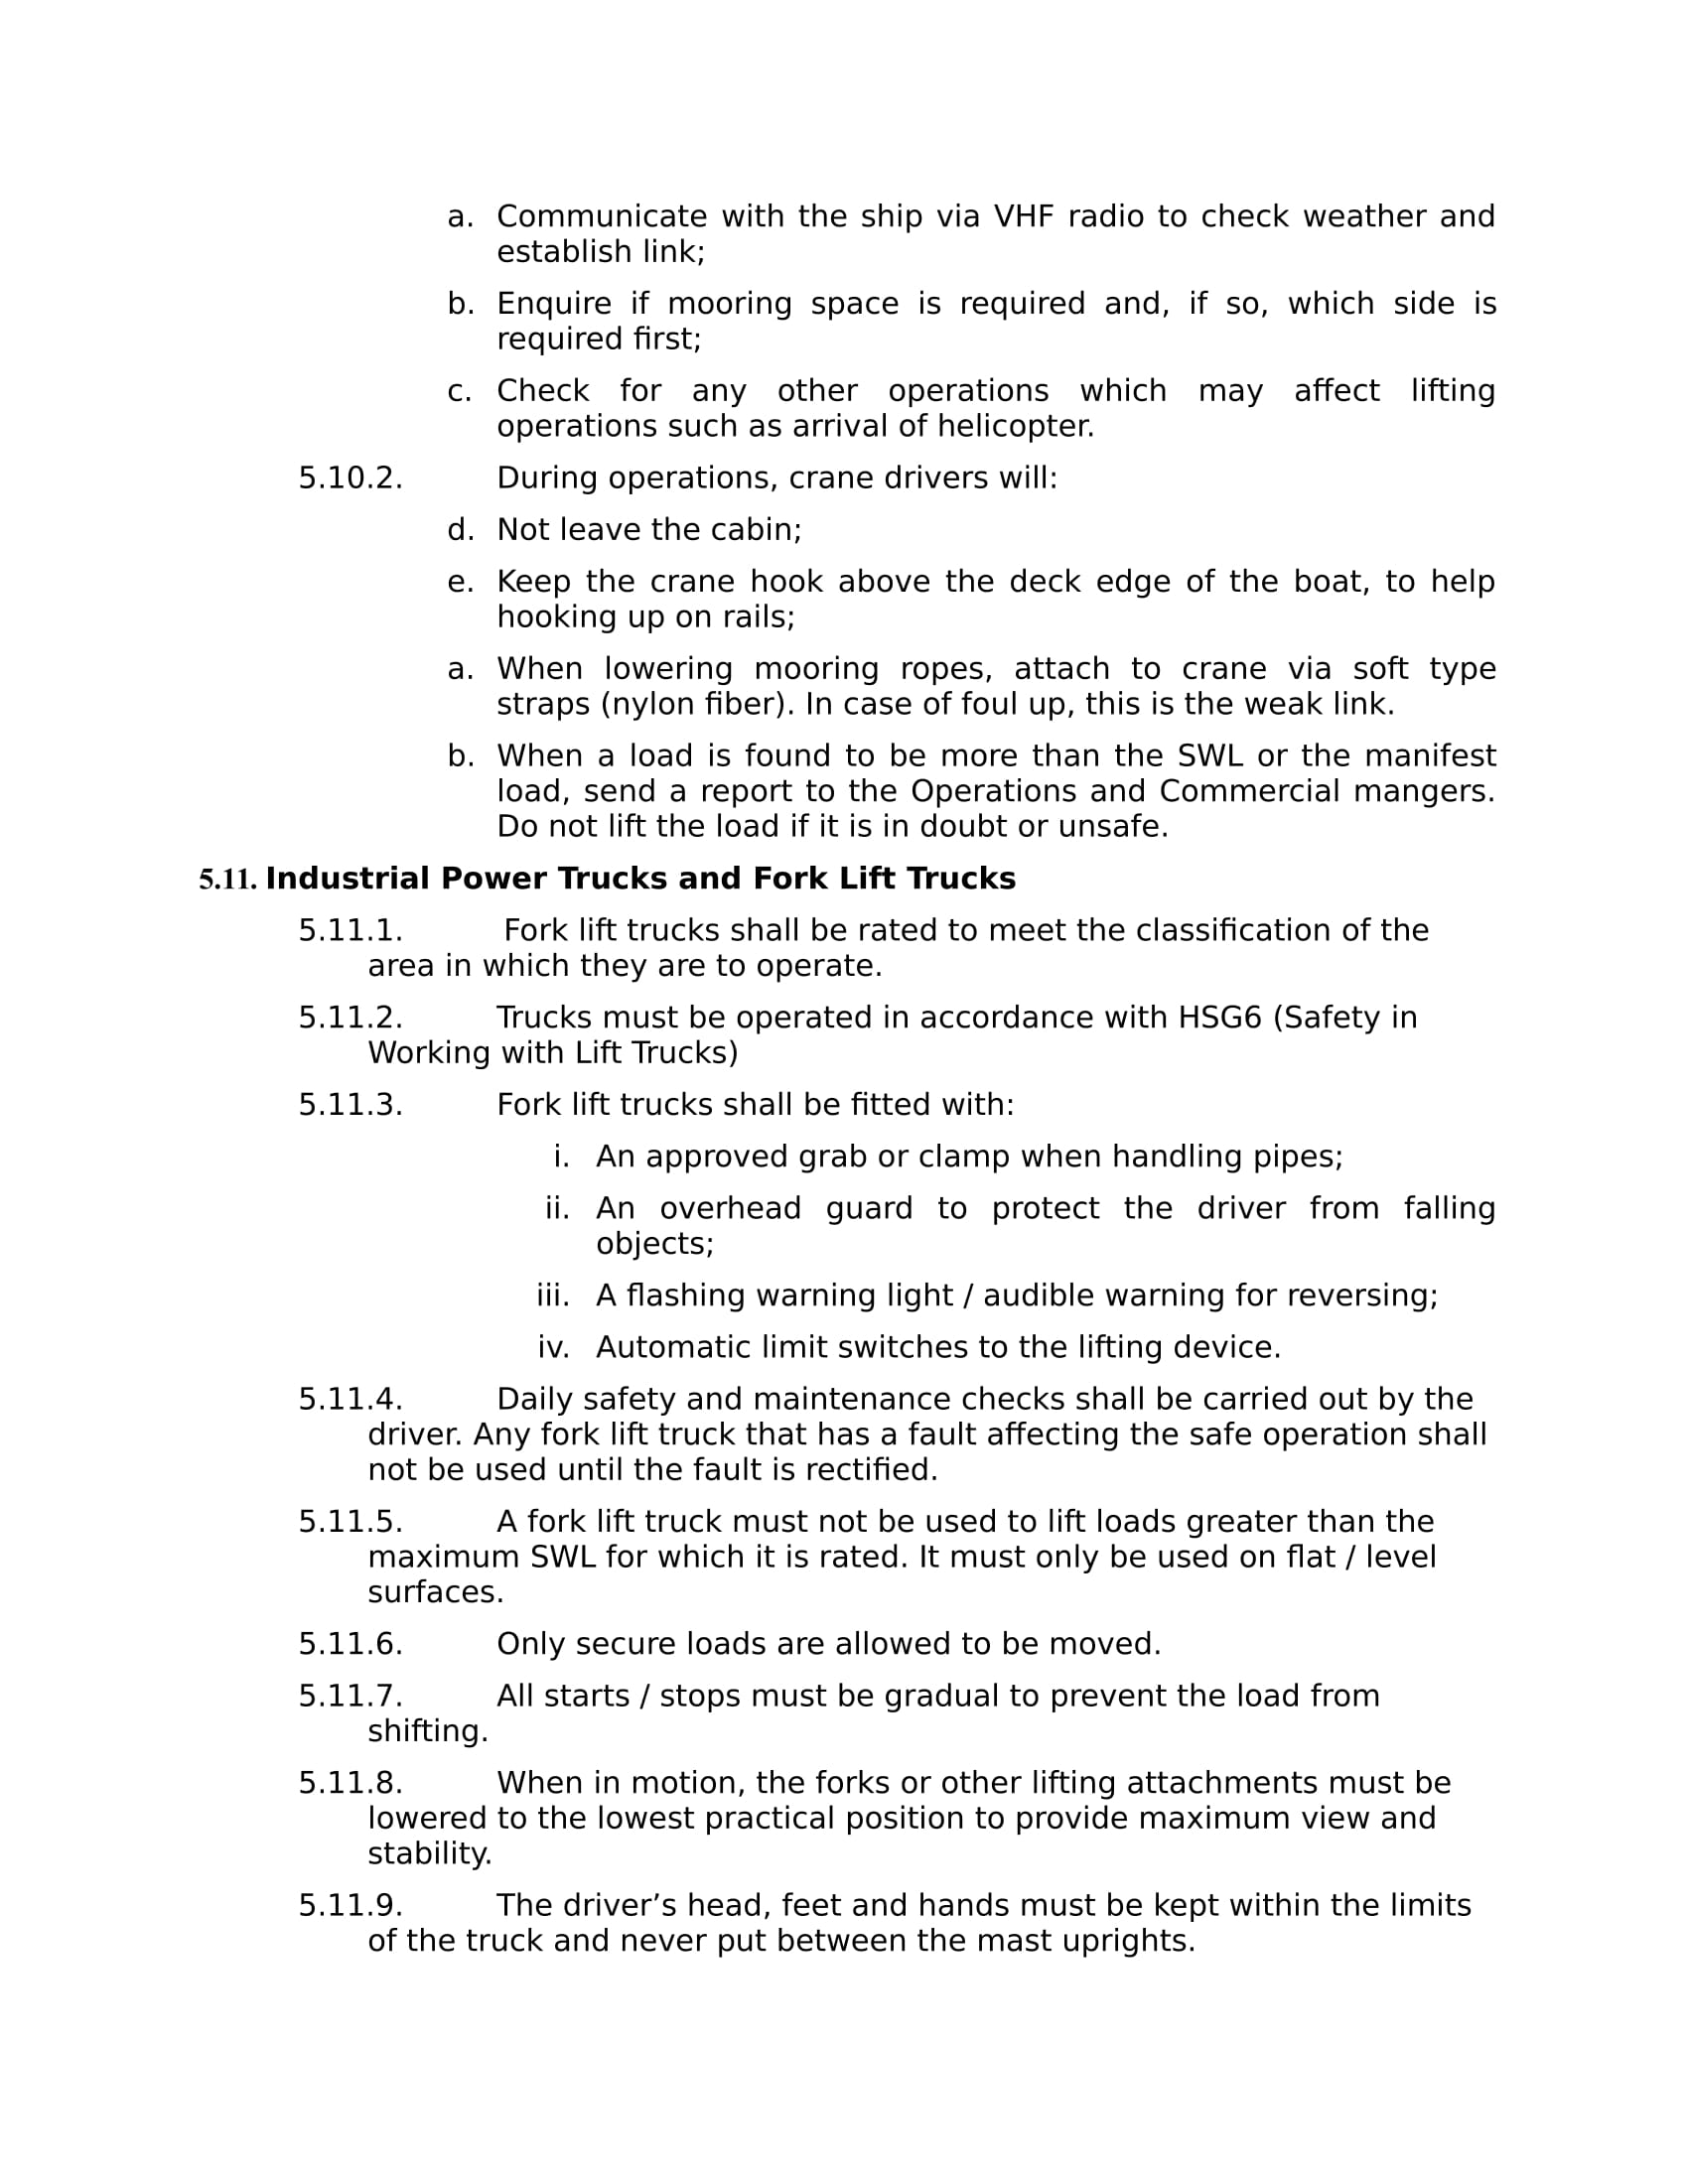 a. Communicate with the ship via VHF radio to check weather and
establish link;
b. Enquire if mooring space is required and, if so, which side is
required first;
c. Check for any other operations which may affect lifting
operations such as arrival of helicopter.
5.10.2. During operations, crane drivers will:
d. Not leave the cabin;
e. Keep the crane hook above the deck edge of the boat, to help
hooking up on rails;
a. When lowering mooring ropes, attach to crane via soft type
straps (nylon fiber). In case of foul up, this is the weak link.
b. When a load is found to be more than the SWL or the manifest
load, send a report to the Operations and Commercial mangers.
Do not lift the load if it is in doubt or unsafe.
5.11. Industrial Power Trucks and Fork Lift Trucks
5.11.1. Fork lift trucks shall be rated to meet the classification of the
area in which they are to operate.
5.11.2. Trucks must be operated in accordance with HSG6 (Safety in
Working with Lift Trucks)
5.11.3. Fork lift trucks shall be fitted with:
i. An approved grab or clamp when handling pipes;
ii. An overhead guard to protect the driver from falling
objects;
iii. A flashing warning light / audible warning for reversing;
iv. Automatic limit switches to the lifting device.
5.11.4. Daily safety and maintenance checks shall be carried out by the
driver. Any fork lift truck that has a fault affecting the safe operation shall
not be used until the fault is rectified.
5.11.5. A fork lift truck must not be used to lift loads greater than the
maximum SWL for which it is rated. It must only be used on flat / level
surfaces.
5.11.6. Only secure loads are allowed to be moved.
5.11.7. All starts / stops must be gradual to prevent the load from
shifting.
5.11.8. When in motion, the forks or other lifting attachments must be
lowered to the lowest practical position to provide maximum view and
stability.
5.11.9. The driver’s head, feet and hands must be kept within the limits
of the truck and never put between the mast uprights.